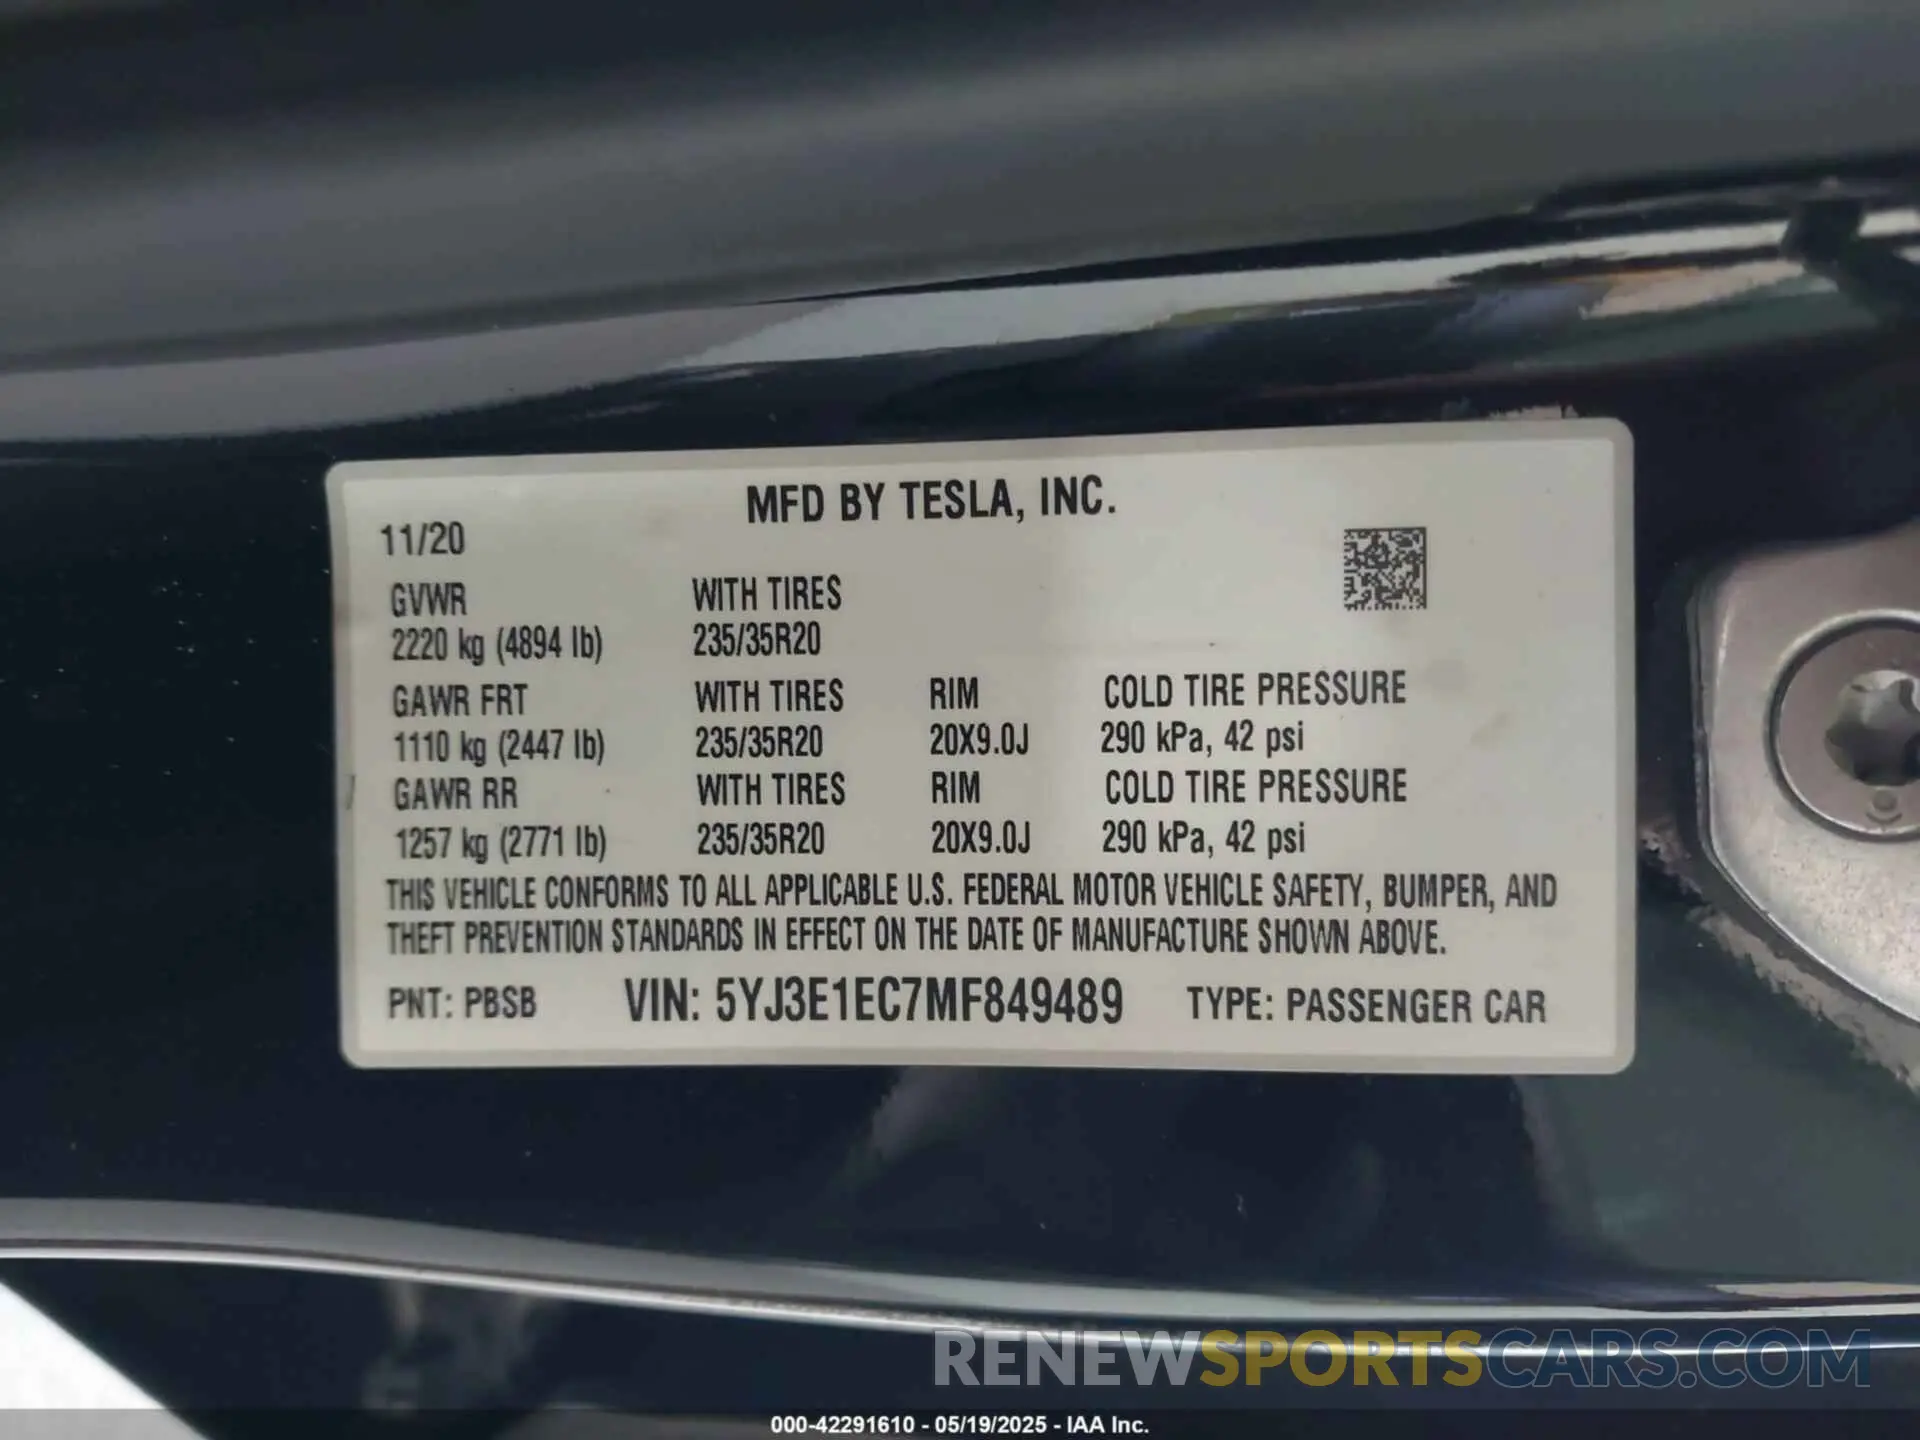 MFD BY TESLA, INC.
11/20
GVWR WITH TIRES
2220 kg (4894 lb) 235/35R20
GAWR FRT WITH TIRES RIM COLD TIRE PRESSURE
1110 kg (2447 lb) 235/35R20 20X9.0J 290 kPa, 42 psi
GAWR RR WITH TIRES RIM COLD TIRE PRESSURE
1257 kg (2771 lb) 235/35R20 20X9.0J 290 kPa, 42 psi
THIS VEHICLE CONFORMS TO ALL APPLICABLE U.S. FEDERAL MOTOR VEHICLE SAFETY, BUMPER, AND
THEFT PREVENTION STANDARDS IN EFFECT ON THE DATE OF MANUFACTURE SHOWN ABOVE.
PNT: PBSB VIN: 5YJ3E1EC7MF849489 TYPE: PASSENGER CAR
RENEWSPORTSCARS.COM
000-42291610 - 05/19/2025 - IAA Inc.